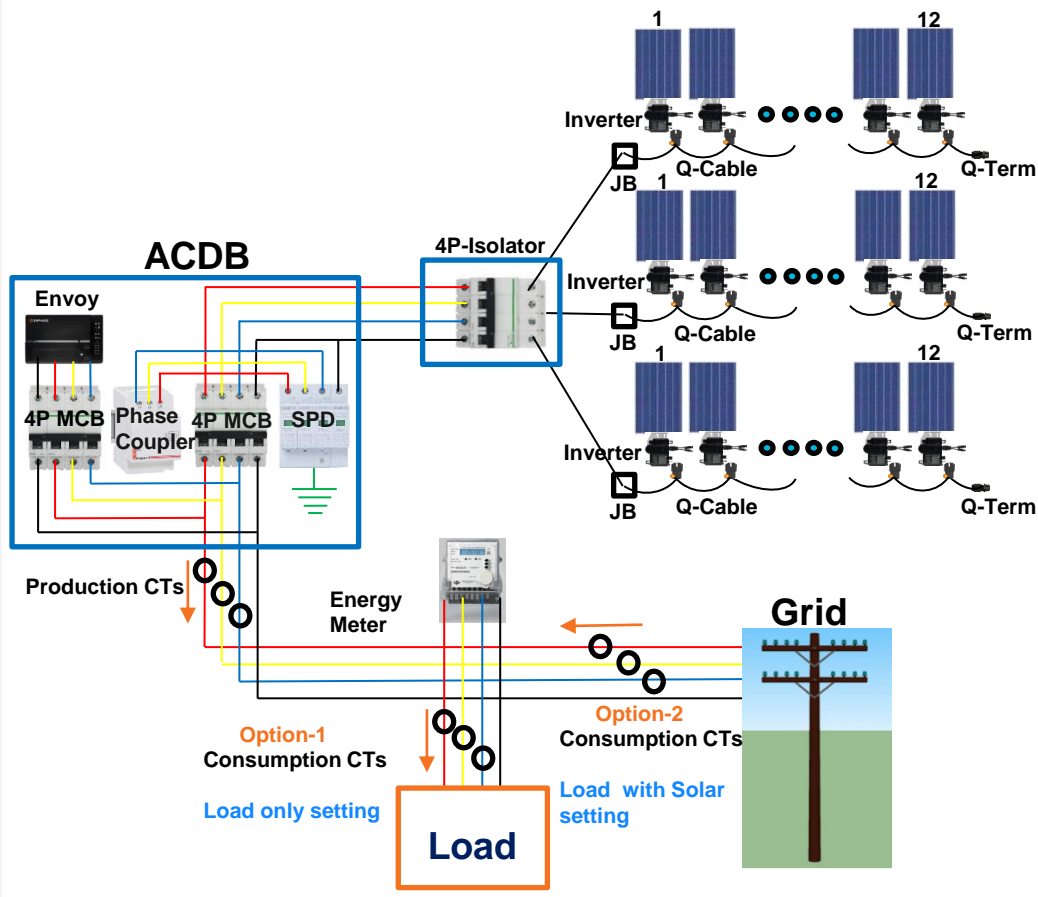 1
12
Inverter
JB
Q-Cable
Q-Term
1
12
Inverter
JB
Q-Cable
Q-Term
1
12
Inverter
JB
Q-Cable
Q-Term
4P-Isolator
ACDB
Envoy
4P MCB
Phase
Coupler
4P MCB
SPD
Production CTs
Energy
Meter
Grid
Option-1
Consumption CTs
Option-2
Consumption CTs
Load only setting
Load with Solar
setting
Load